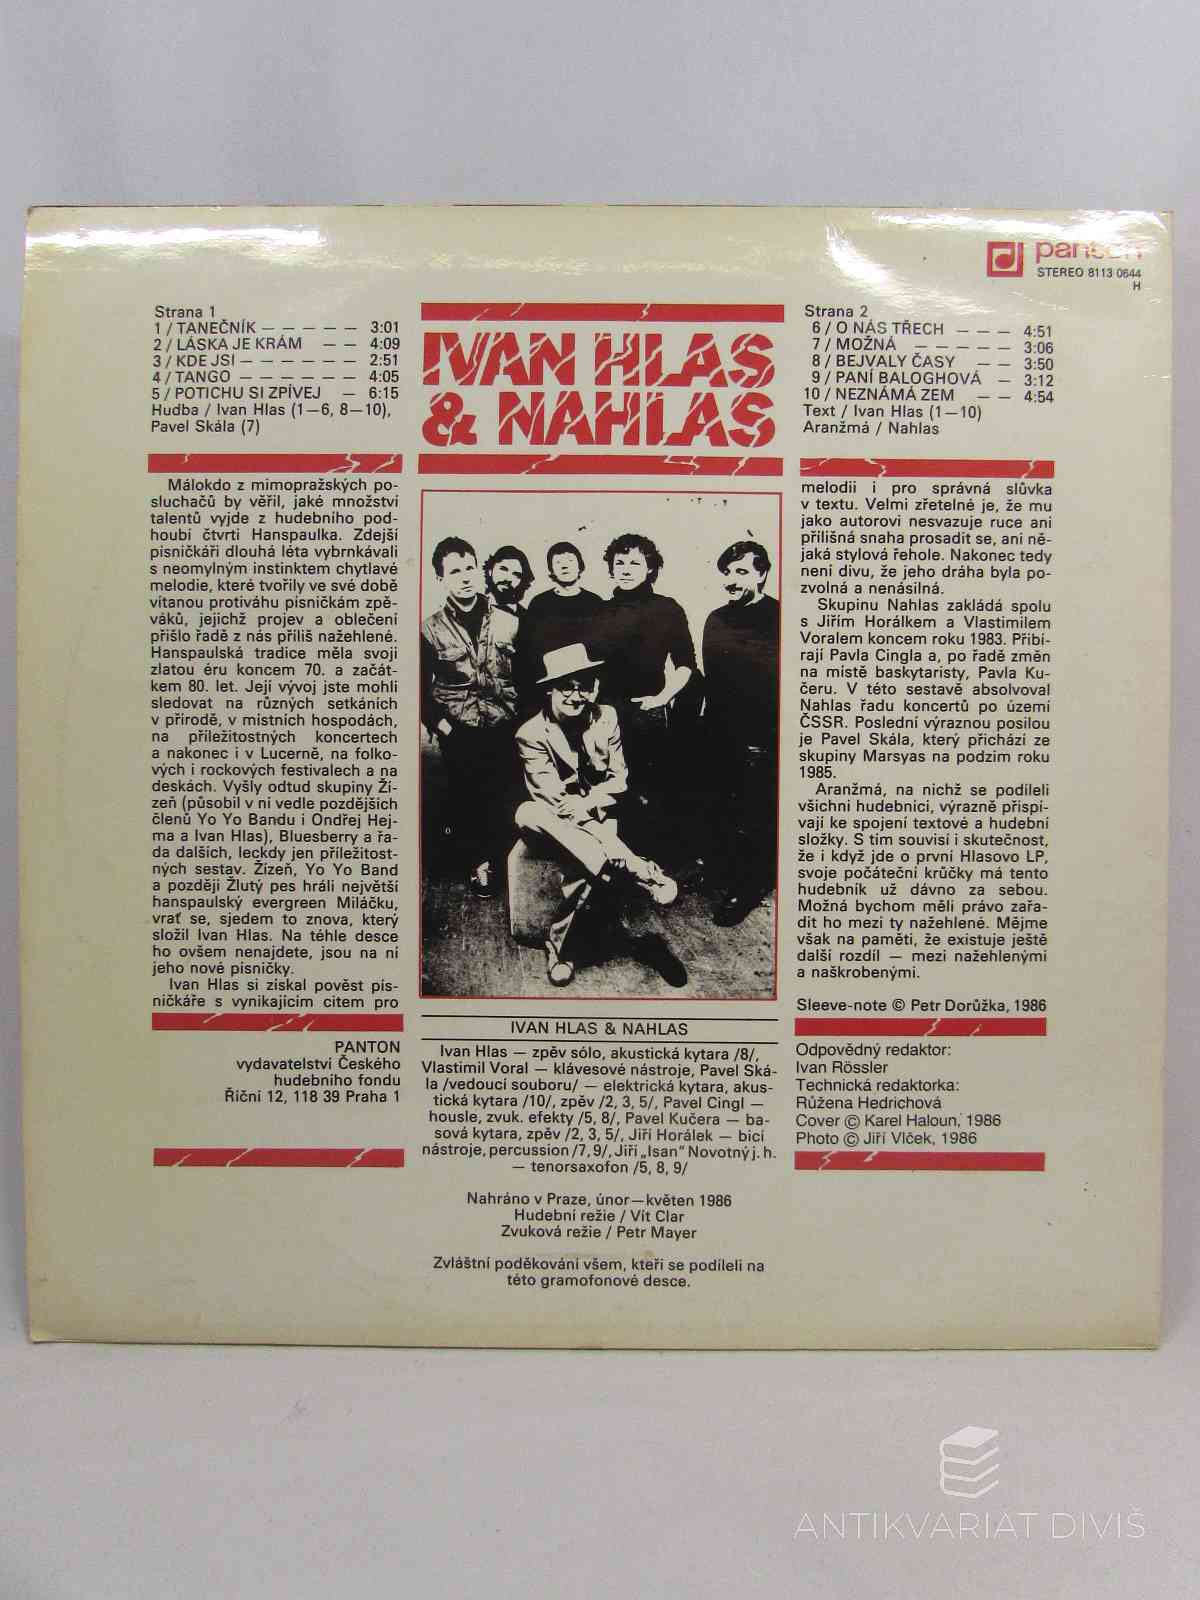 panton
STEREO 8113 0644
H
Strana 1
1 / TANEČNÍK — — — — — 3:01
2 / LÁSKA JE KRÁM — — 4:09
3 / KDE JSI — — — — — — 2:51
4 / TANGO — — — — — — 4:05
5 / POTICHU SI ZPÍVEJ — 6:15
Hudba / Ivan Hlas (1—6, 8—10),
Pavel Skála (7)
IVAN HLAS
& NAHLAS
Strana 2
6 / O NÁS TŘECH — — — 4:51
7 / MOŽNÁ — — — — — 3:06
8 / BEJVALY ČASY — — — 3:50
9 / PANÍ BALOGHOVÁ — 3:12
10 / NEZNÁMÁ ZEM — — 4:54
Text / Ivan Hlas (1—10)
Aranžmá / Nahlas
Málokdo z mimopražských po-
sluchačů by věřil, jaké množství
talentů vyjde z hudebního pod-
houbí čtvrti Hanspaulka. Zdejší
písničkáři dlouhá léta vybrnkávali
s neomylným instinktem chytlavé
melodie, které tvořily ve své době
vítanou protiváhu písničkám zpě-
váků, jejichž projev a oblečení
přišlo řadě z nás příliš nažehlené.
Hanspaulská tradice měla svoji
zlatou éru koncem 70. a začát-
kem 80. let. Její vývoj jste mohli
sledovat na různých setkáních
v přírodě, v místních hospodách,
na příležitostných koncertech
a nakonec i v Lucerně, na folko-
vých i rockových festivalech a na
deskách. Vyšly odtud skupiny Ží-
zeň (působil v ní vedle pozdějších
členů Yo Yo Bandu i Ondřej Hej-
ma a Ivan Hlas), Bluesberry a řa-
da dalších, leckdy jen příležitost-
ných sestav. Žízeň, Yo Yo Band
a později Žlutý pes hráli největší
hanspaulský evergreen Miláčku,
vrať se, sjedem to znova, který
složil Ivan Hlas. Na téhle desce
ho ovšem nenajdete, jsou na ní
jeho nové písničky.
Ivan Hlas si získal pověst pís-
ničkáře s vynikajícím citem pro
melodii i pro správná slůvka
v textu. Velmi zřetelné je, že mu
jako autorovi nesvazuje ruce ani
přílišná snaha prosadit se, ani ně-
jaká stylová řehole. Nakonec tedy
není divu, že jeho dráha byla po-
zvolná a nenásilná.
Skupinu Nahlas zakládá spolu
s Jiřím Horálkem a Vlastimilem
Voralem koncem roku 1983. Přibí-
rají Pavla Cingla a, po řadě změn
na místě baskytaristy, Pavla Ku-
čeru. V této sestavě absolvoval
Nahlas řadu koncertů po území
ČSSR. Poslední výraznou posilou
je Pavel Skála, který přichází ze
skupiny Marsyas na podzim roku
1985.
Aranžmá, na nichž se podíleli
všichni hudebníci, výrazně přispí-
vají ke spojení textové a hudební
složky. S tím souvisí i skutečnost,
že i když jde o první Hlasovo LP,
svoje počáteční krůčky má tento
hudebník už dávno za sebou.
Možná bychom měli právo zařa-
dit ho mezi ty nažehlené. Mějme
však na paměti, že existuje ještě
další rozdíl — mezi nažehlenými
a naškrobenými.
Sleeve-note © Petr Dorůžka, 1986
PANTON
vydavatelství Českého
hudebního fondu
Říční 12, 118 39 Praha 1
IVAN HLAS & NAHLAS
Ivan Hlas — zpěv sólo, akustická kytara /8/,
Vlastimil Voral — klávesové nástroje, Pavel Ská-
la /vedoucí souboru/ — elektrická kytara, akus-
tická kytara /10/, zpěv /2, 3, 5/, Pavel Cingl —
housle, zvuk. efekty /5, 8/, Pavel Kučera — ba-
sová kytara, zpěv /2, 3, 5/, Jiří Horálek — bicí
nástroje, percussion /7, 9/, Jiří „Isan" Novotný j. h.
— tenorsaxofon /5, 8, 9/
Nahráno v Praze, únor—květen 1986
Hudební režie / Vít Clar
Zvuková režie / Petr Mayer
Zvláštní poděkování všem, kteří se podíleli na
této gramofonové desce.
Odpovědný redaktor:
Ivan Rössler
Technická redaktorka:
Růžena Hedrichová
Cover © Karel Haloun, 1986
Photo © Jiří Vlček, 1986
ANTIKVARIAT DIVIŠ